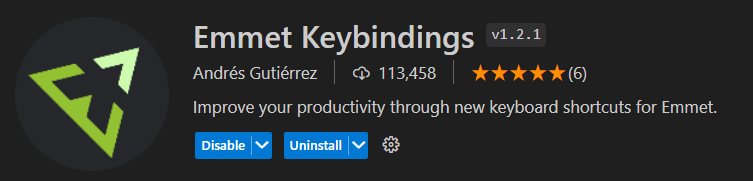 Emmet Keybindings v1.2.1
Andrés Gutiérrez 113,458 (6)
Improve your productivity through new keyboard shortcuts for Emmet.
Disable Uninstall